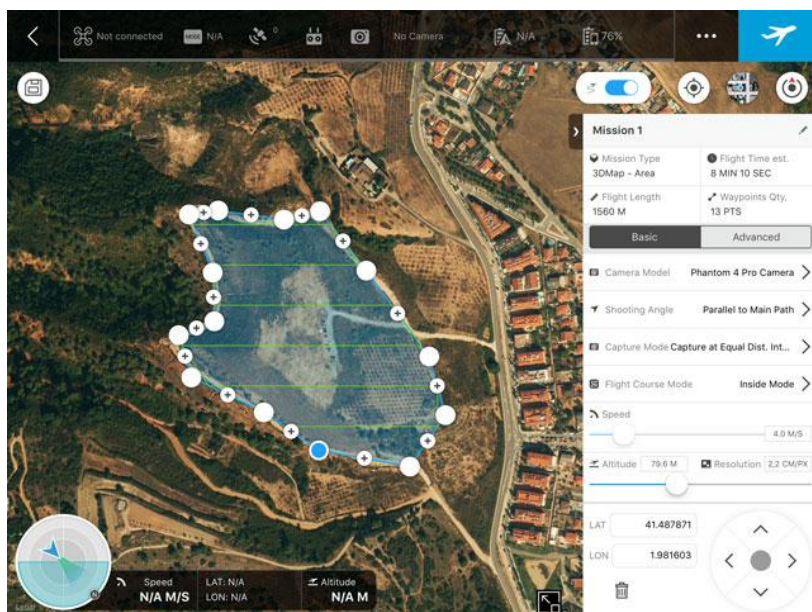 Not connected
MODE N/A
0
No Camera
N/A
76%
Mission 1
Mission Type
3DMap - Area
Flight Time est.
8 MIN 10 SEC
Flight Length
1560 M
Waypoints Qty.
13 PTS
Basic
Advanced
Camera Model
Phantom 4 Pro Camera
Shooting Angle
Parallel to Main Path
Capture Mode
Capture at Equal Dist. Int...
Flight Course Mode
Inside Mode
Speed
4.0 M/S
Altitude 79.6 M
Resolution 2.2 CM/PX
LAT 41.487871
LON 1.981603
Speed
N/A M/S
LAT: N/A
LON: N/A
Altitude
N/A M
N
Legal